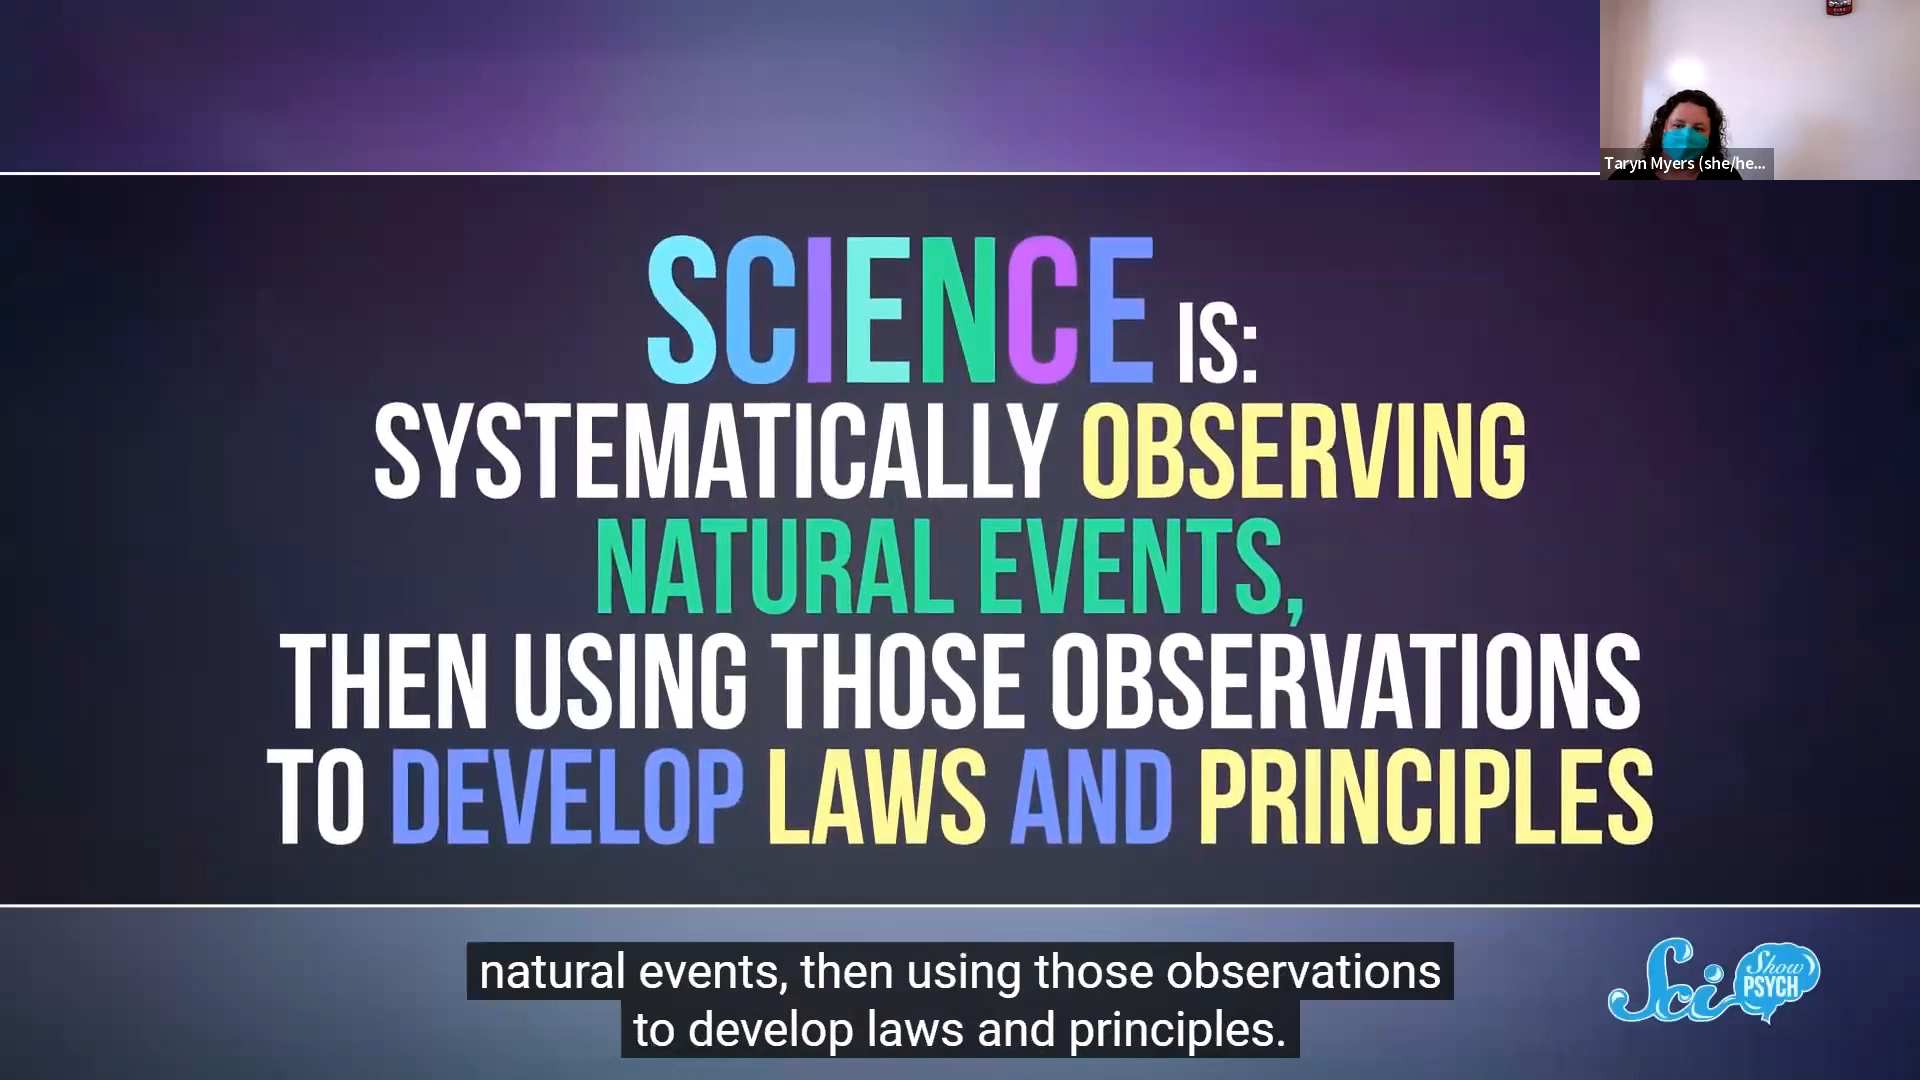 Taryn Myers (she/he...
SCIENCE IS:
SYSTEMATICALLY OBSERVING
NATURAL EVENTS,
THEN USING THOSE OBSERVATIONS
TO DEVELOP LAWS AND PRINCIPLES
natural events, then using those observations
to develop laws and principles.
Sci Show
PSYCH